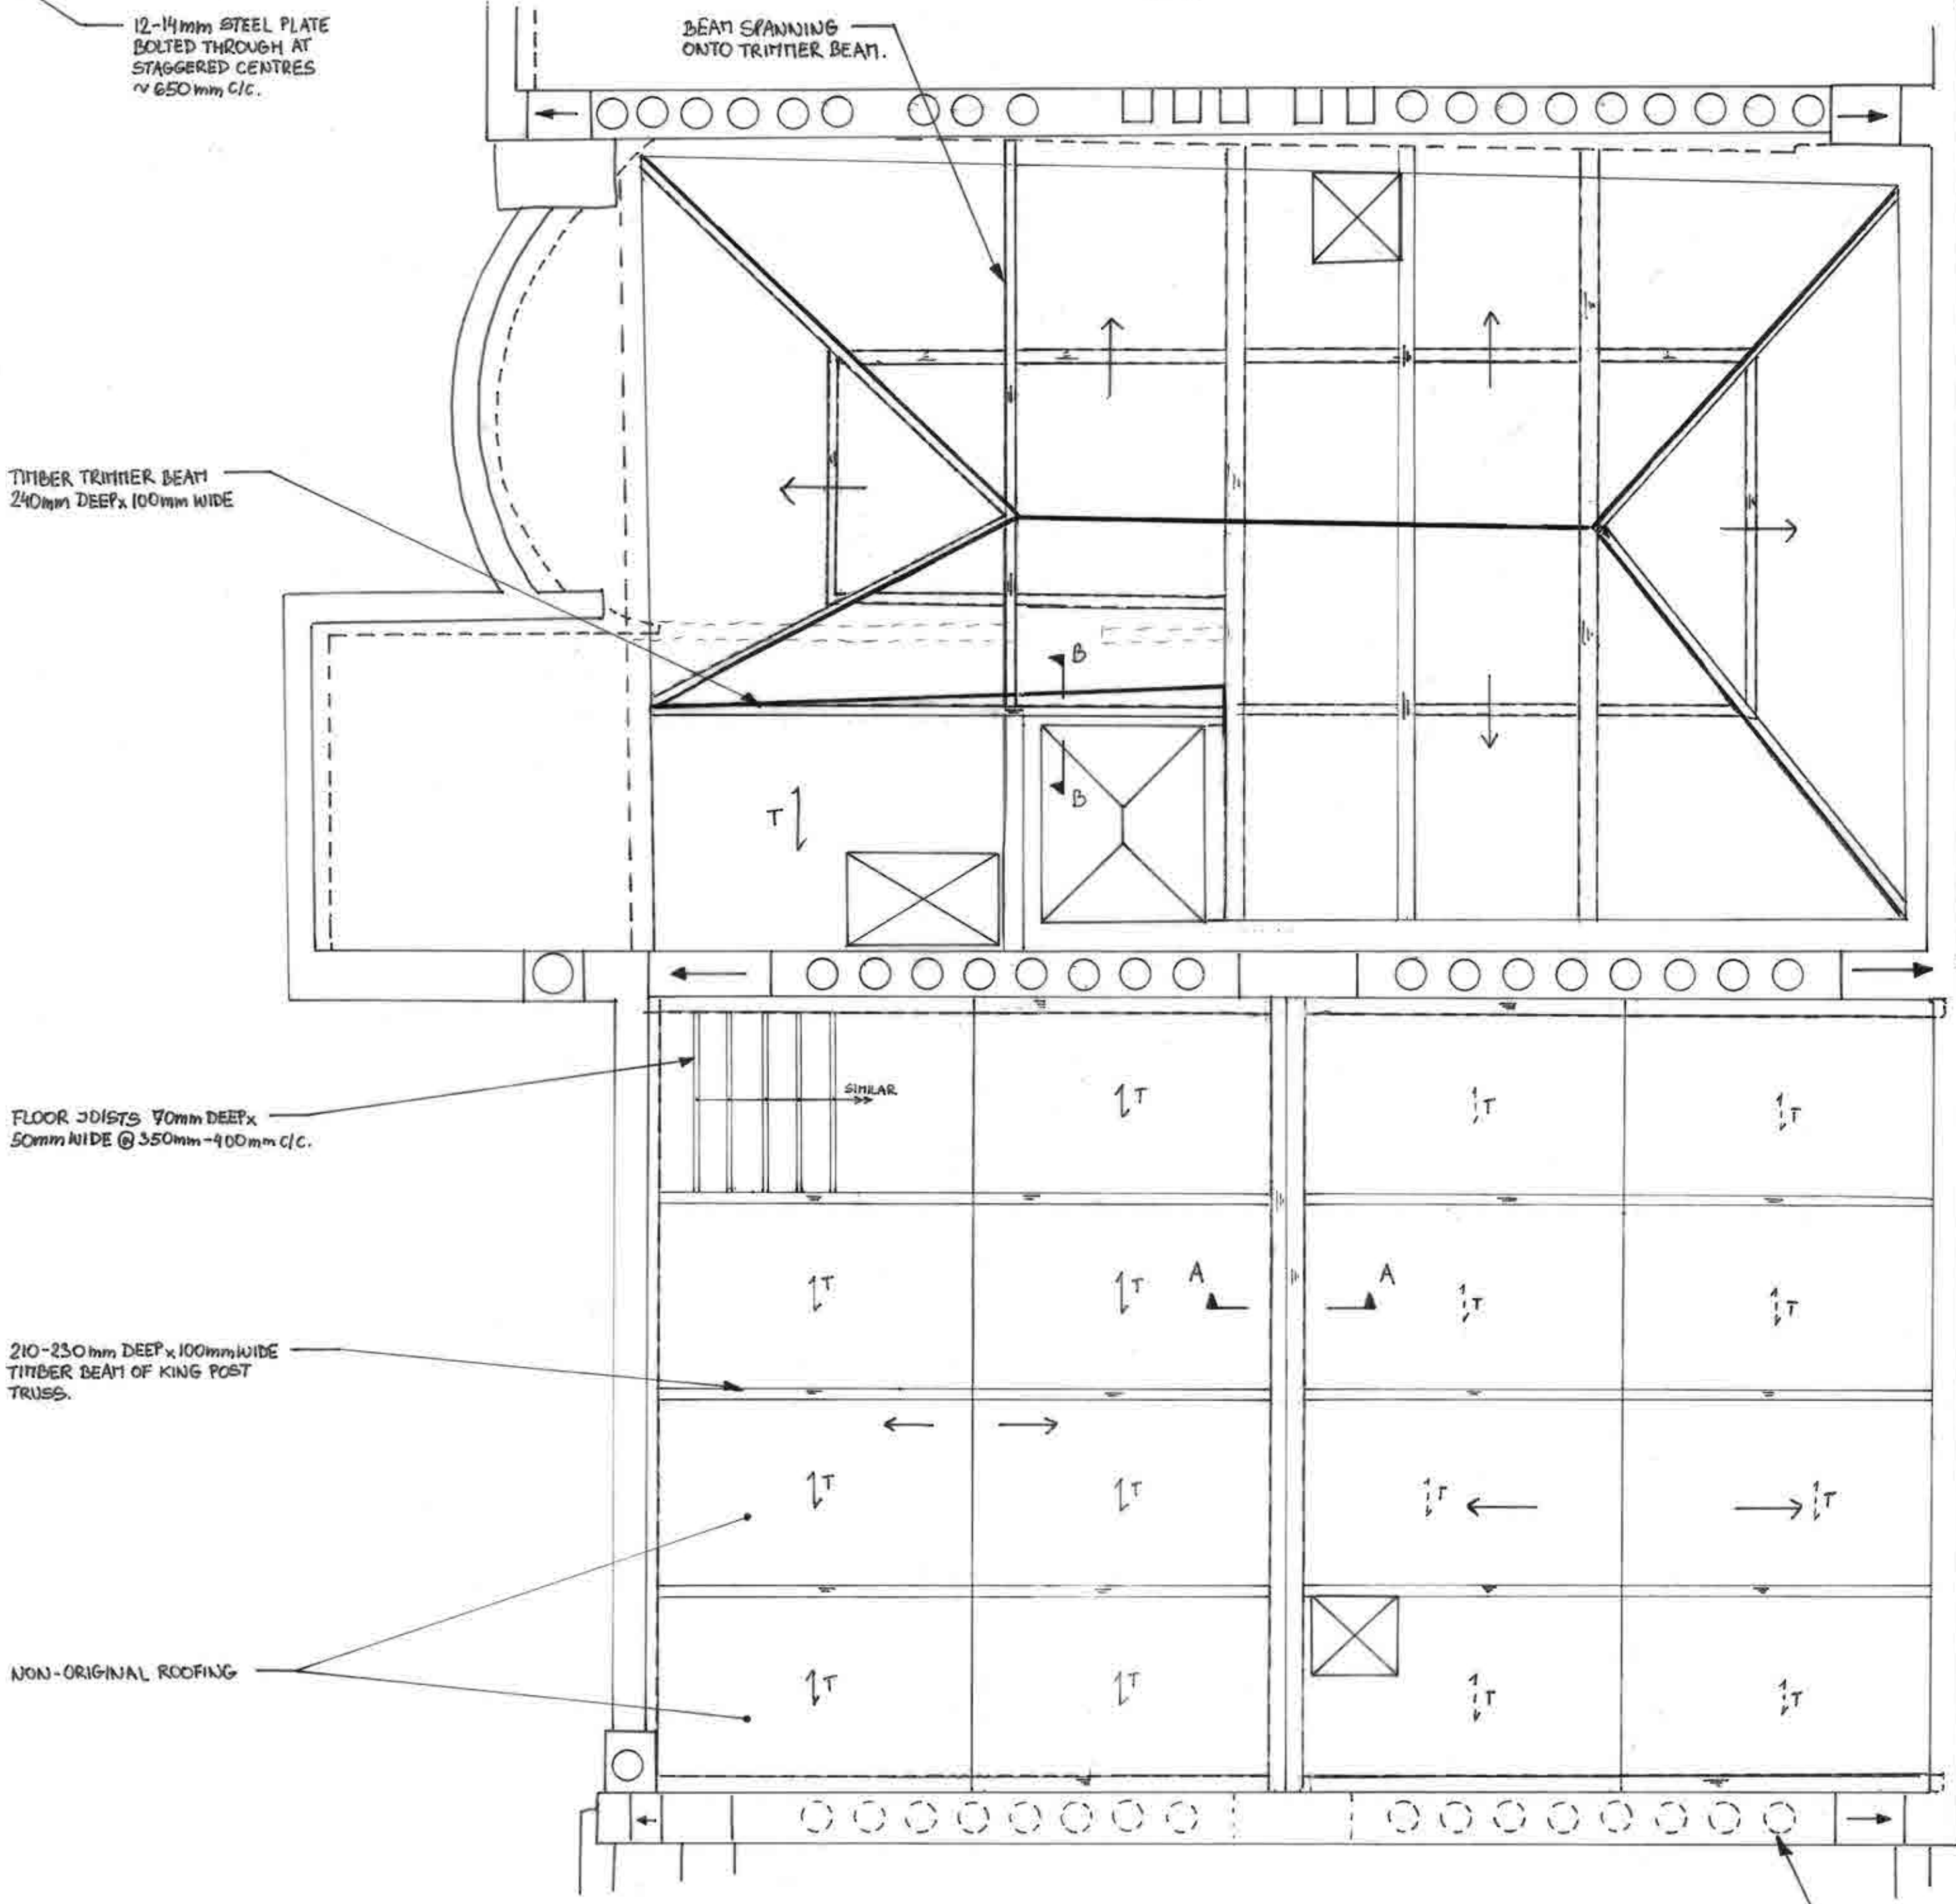 12-14mm STEEL PLATE
BOLTED THROUGH AT
STAGGERED CENTRES
~650mm C/C.
BEAM SPANNING
ONTO TRIMMER BEAM.
TIMBER TRIMMER BEAM
240mm DEEP x 100mm WIDE
B
B
T
FLOOR JOISTS 70mm DEEP x
50mm WIDE @ 350mm-400mm C/C.
SIMILAR
T
T
T
T
T
A
A
T
T
210-230mm DEEP x 100mm WIDE
TIMBER BEAM OF KING POST
TRUSS.
T
T
T
T
NON-ORIGINAL ROOFING
T
T
T
T